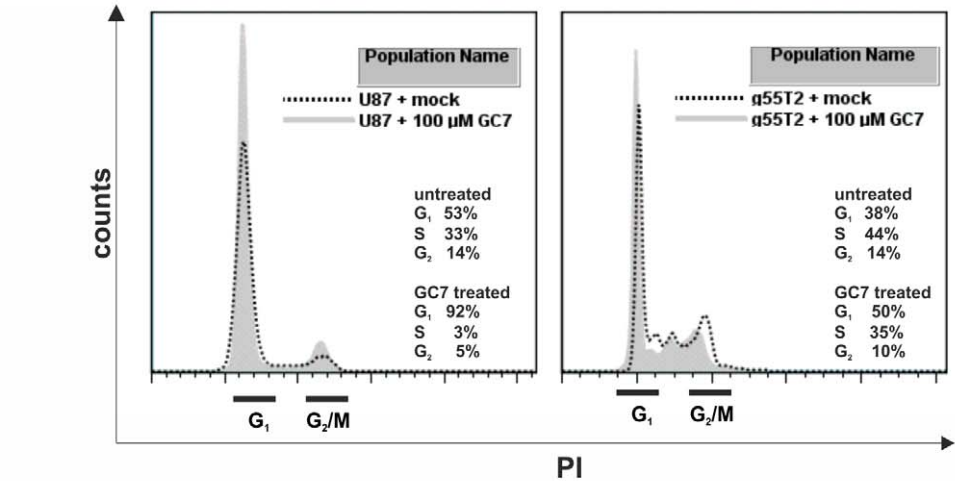 counts
Population Name
U87 + mock
U87 + 100 µM GC7
untreated
G₁ 53%
S 33%
G₂ 14%
GC7 treated
G₁ 92%
S 3%
G₂ 5%
G₁
G₂/M
Population Name
g55T2 + mock
g55T2 + 100 µM GC7
untreated
G₁ 38%
S 44%
G₂ 14%
GC7 treated
G₁ 50%
S 35%
G₂ 10%
G₁
G₂/M
PI